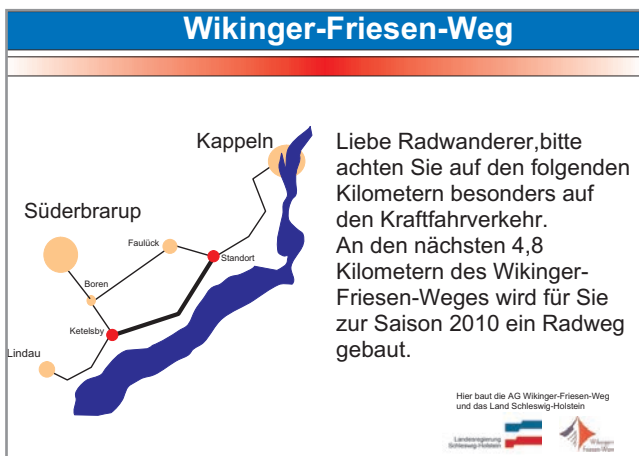 Wikinger-Friesen-Weg
Kappeln
Süderbrarup
Faulück
Standort
Boren
Ketelsby
Lindau
Liebe Radwanderer,bitte
achten Sie auf den folgenden
Kilometern besonders auf
den Kraftfahrverkehr.
An den nächsten 4,8
Kilometern des Wikinger-
Friesen-Weges wird für Sie
zur Saison 2010 ein Radweg
gebaut.
Hier baut die AG Wikinger-Friesen-Weg
und das Land Schleswig-Holstein
Landesregierung
Schleswig-Holstein
Wikinger-
Friesen-Weg